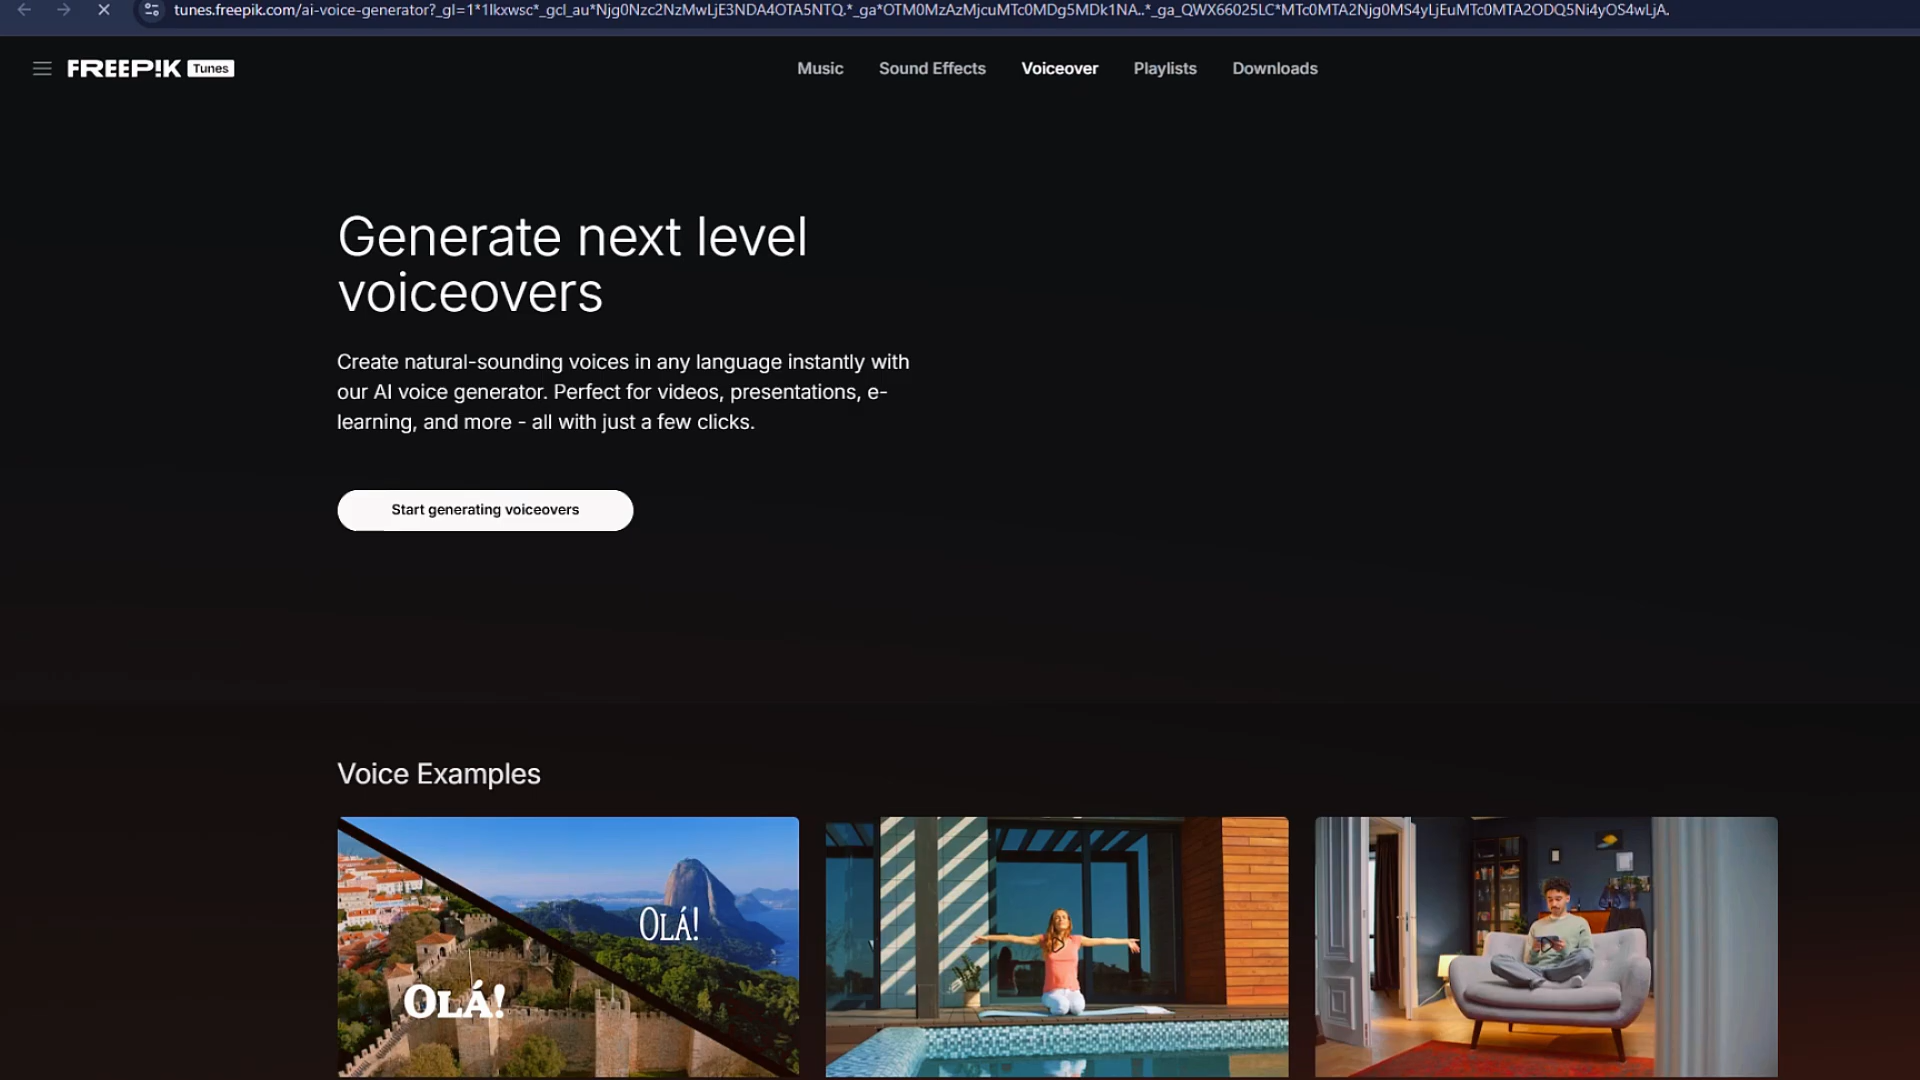 tunes.freepik.com/ai-voice-generator?_gl=1*1lkxwsc*_gcl_au*Njg0Nzc2NzMwLjE3NDA4OTA5NTQ.*_ga*OTM0MzAzMjcuMTc0MDg5MDk1NA..*_ga_QWX66025LC*MTc0MTA2Njg0MS4yLjEuMTc0MTA2ODQ5Ni4yOS4wLjA.
FREEP!K Tunes
Music Sound Effects Voiceover Playlists Downloads
Generate next level
voiceovers
Create natural-sounding voices in any language instantly with
our AI voice generator. Perfect for videos, presentations, e-
learning, and more - all with just a few clicks.
Start generating voiceovers
Voice Examples
OLÁ!
OLÁ!